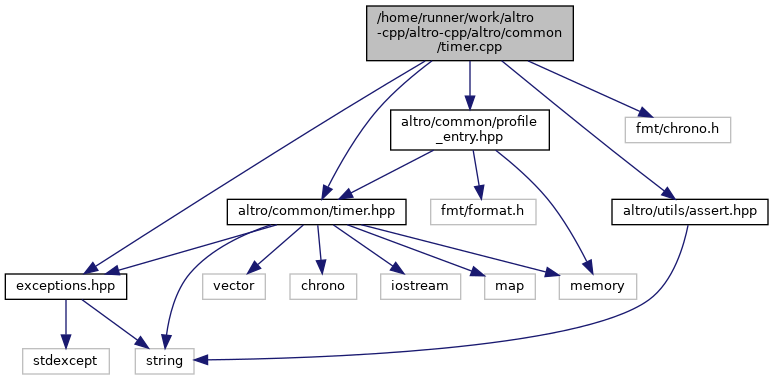 /home/runner/work/altro
-cpp/altro-cpp/altro/common
/timer.cpp
altro/common/profile
_entry.hpp
fmt/chrono.h
altro/common/timer.hpp
fmt/format.h
altro/utils/assert.hpp
exceptions.hpp
vector
chrono
iostream
map
memory
stdexcept
string